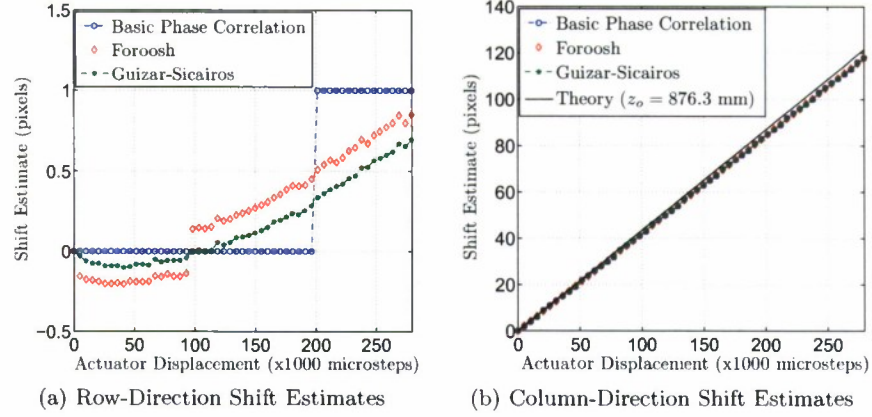 1.5
1
0.5
0
−0.5
Shift Estimate (pixels)
Basic Phase Correlation
Foroosh
Guizar-Sicairos
0 50 100 150 200 250
Actuator Displacement (x1000 microsteps)
(a) Row-Direction Shift Estimates
140
120
100
80
60
40
20
0
Shift Estimate (pixels)
Basic Phase Correlation
Foroosh
Guizar-Sicairos
Theory (z_o = 876.3 mm)
0 50 100 150 200 250
Actuator Displacement (x1000 microsteps)
(b) Column-Direction Shift Estimates